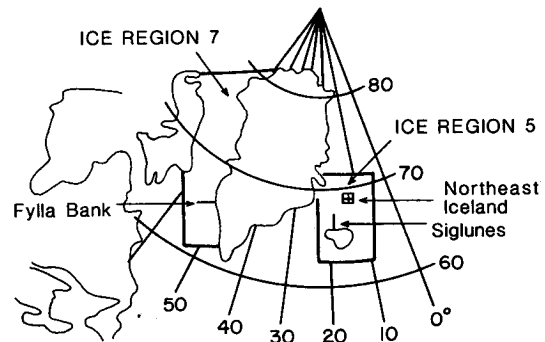 ICE REGION 7
80
ICE REGION 5
70
Northeast
Iceland
Fylla Bank
Siglunes
60
50
40
30
20
10
0°